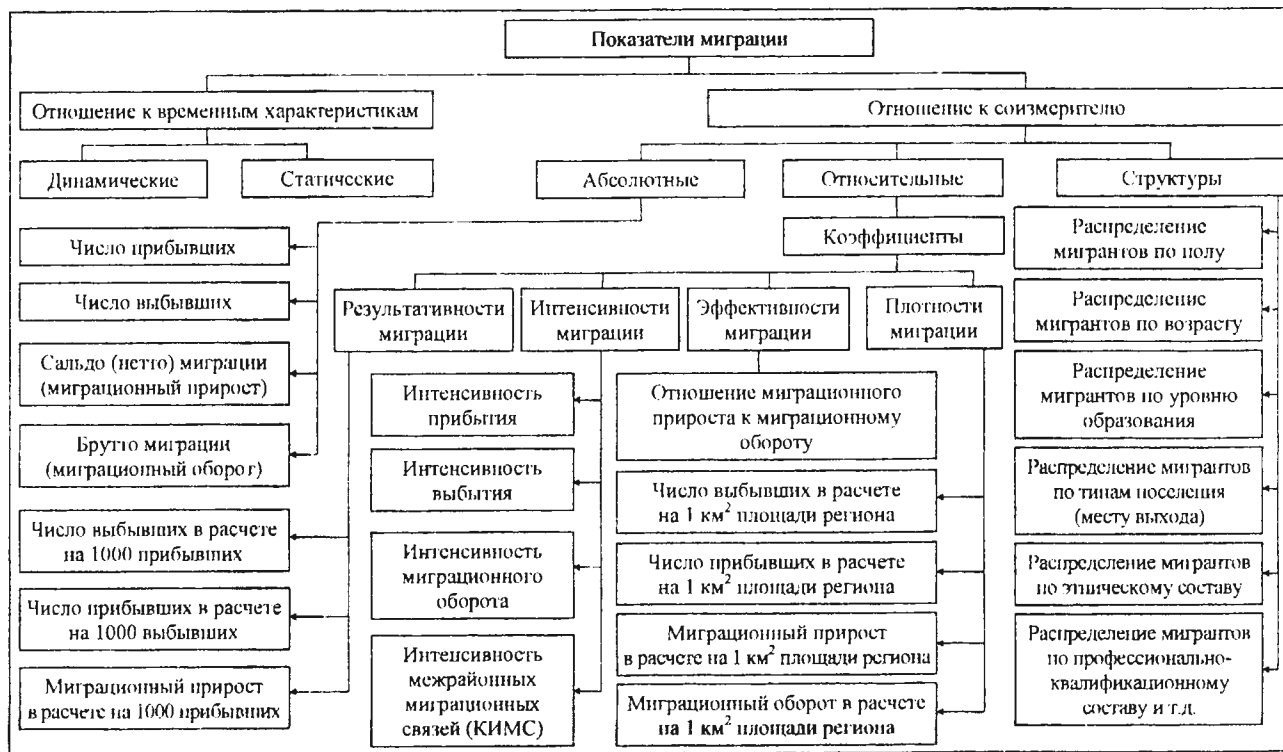 Показатели миграции
Отношение к временным характеристикам
Отношение к соизмерителю
Динамические
Статические
Абсолютные
Относительные
Структуры
Число прибывших
Число выбывших
Сальдо (нетто) миграции
(миграционный прирост)
Брутто миграции
(миграционный оборот)
Число выбывших в расчете
на 1000 прибывших
Число прибывших в расчете
на 1000 выбывших
Миграционный прирост
в расчете на 1000 прибывших
Коэффициенты
Результативности
миграции
Интенсивности
миграции
Эффективности
миграции
Плотности
миграции
Интенсивность
прибытия
Интенсивность
выбытия
Интенсивность
миграционного
оборота
Интенсивность
межрайонных
миграционных
связей (КИМС)
Отношение миграционного
прироста к миграционному
обороту
Число выбывших в расчете
на 1 км² площади региона
Число прибывших в расчете
на 1 км² площади региона
Миграционный прирост
в расчете на 1 км² площади региона
Миграционный оборот в расчете
на 1 км² площади региона
Распределение
мигрантов по полу
Распределение
мигрантов по возрасту
Распределение
мигрантов по уровню
образования
Распределение мигрантов
по типам поселения
(месту выхода)
Распределение мигрантов
по этническому составу
Распределение мигрантов
по профессионально-
квалификационному
составу и т.д.